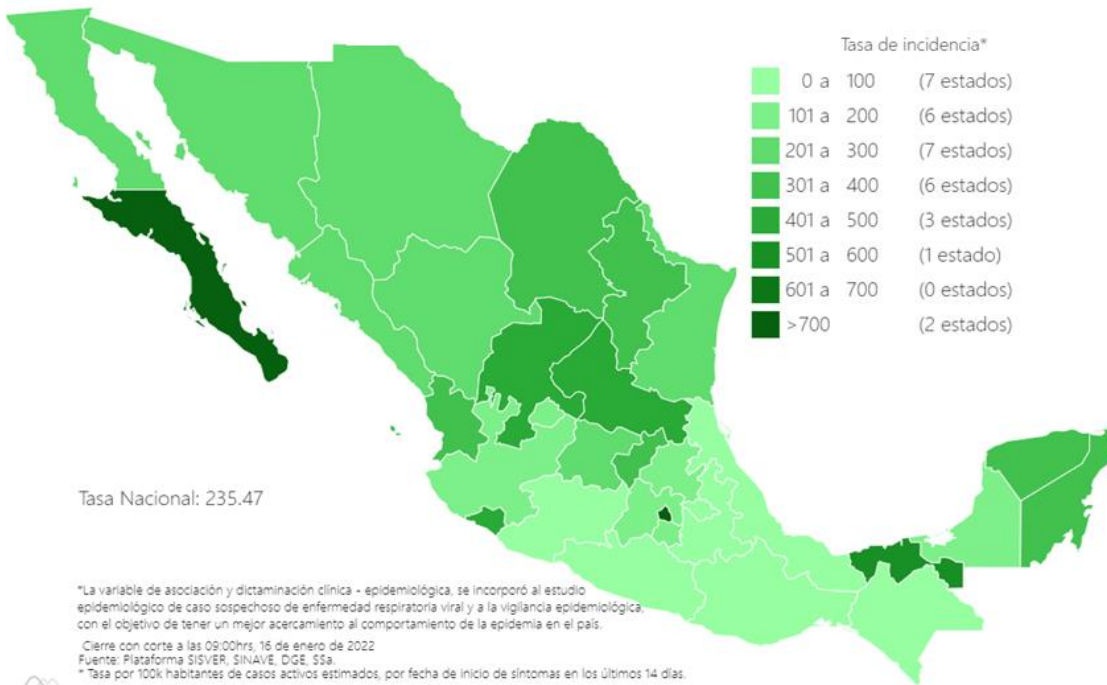 Tasa de incidencia*
0 a 100 (7 estados)
101 a 200 (6 estados)
201 a 300 (7 estados)
301 a 400 (6 estados)
401 a 500 (3 estados)
501 a 600 (1 estado)
601 a 700 (0 estados)
>700 (2 estados)
Tasa Nacional: 235.47
*La variable de asociación y dictaminación clínica - epidemiológica, se incorporó al estudio
epidemiológico de caso sospechoso de enfermedad respiratoria viral y a la vigilancia epidemiológica,
con el objetivo de tener un mejor acercamiento al comportamiento de la epidemia en el país.
Cierre con corte a las 09:00hrs, 16 de enero de 2022
Fuente: Plataforma SISVER, SINAVE, DGE, SSa.
* Tasa por 100k habitantes de casos activos estimados, por fecha de inicio de síntomas en los últimos 14 días.